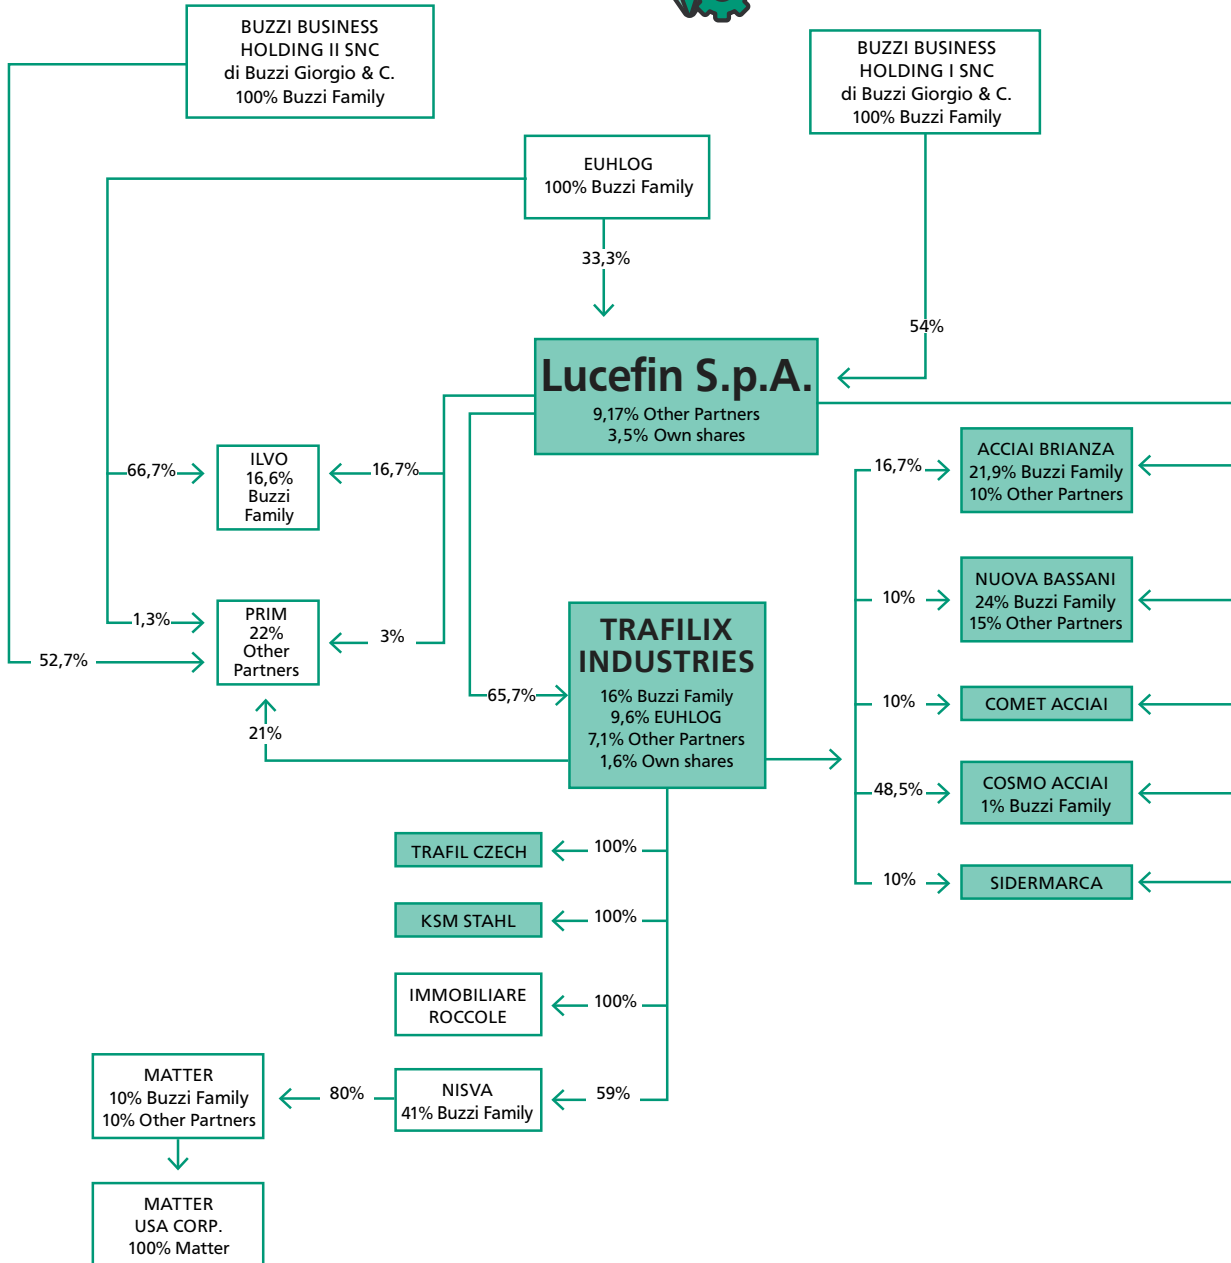 BUZZI BUSINESS
HOLDING II SNC
di Buzzi Giorgio & C.
100% Buzzi Family
BUZZI BUSINESS
HOLDING I SNC
di Buzzi Giorgio & C.
100% Buzzi Family
EUHLOG
100% Buzzi Family
33,3%
54%
Lucefin S.p.A.
9,17% Other Partners
3,5% Own shares
66,7%
ILVO
16,6%
Buzzi
Family
16,7%
16,7%
ACCIAI BRIANZA
21,9% Buzzi Family
10% Other Partners
10%
NUOVA BASSANI
24% Buzzi Family
15% Other Partners
1,3%
52,7%
PRIM
22%
Other
Partners
3%
21%
65,7%
TRAFILIX
INDUSTRIES
16% Buzzi Family
9,6% EUHLOG
7,1% Other Partners
1,6% Own shares
10%
COMET ACCIAI
48,5%
COSMO ACCIAI
1% Buzzi Family
10%
SIDERMARCA
TRAFIL CZECH
100%
KSM STAHL
100%
IMMOBILIARE
ROCCOLE
100%
NISVA
41% Buzzi Family
59%
80%
MATTER
10% Buzzi Family
10% Other Partners
MATTER
USA CORP.
100% Matter